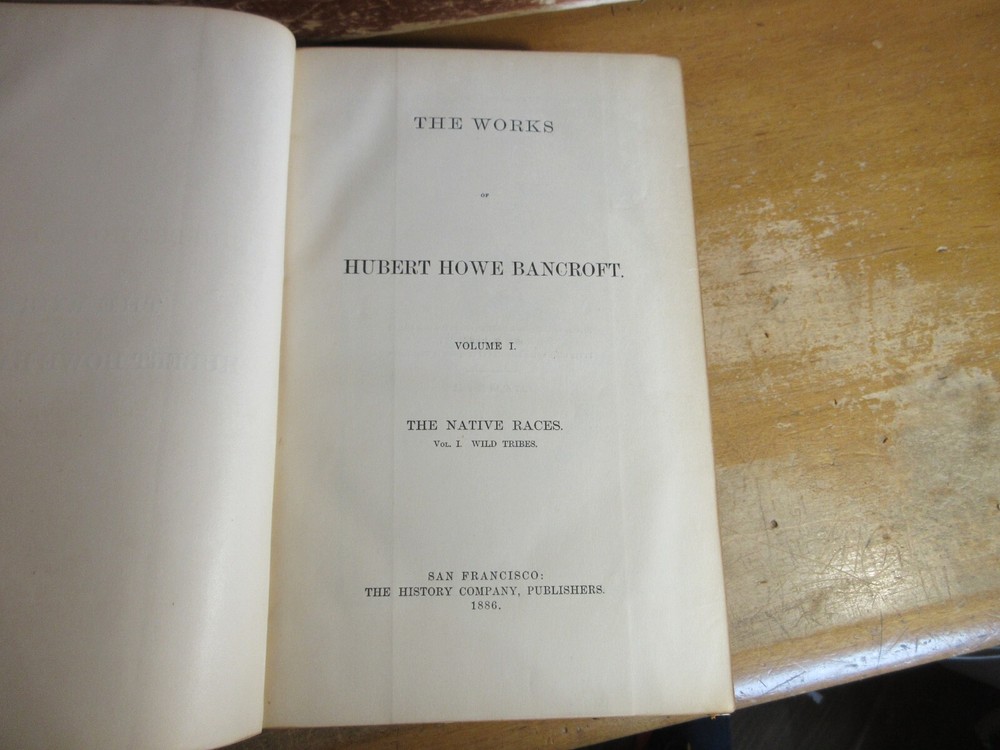 THE WORKS
OF
HUBERT HOWE BANCROFT.
VOLUME I.
THE NATIVE RACES.
VOL. I. WILD TRIBES.
SAN FRANCISCO:
THE HISTORY COMPANY, PUBLISHERS.
1886.